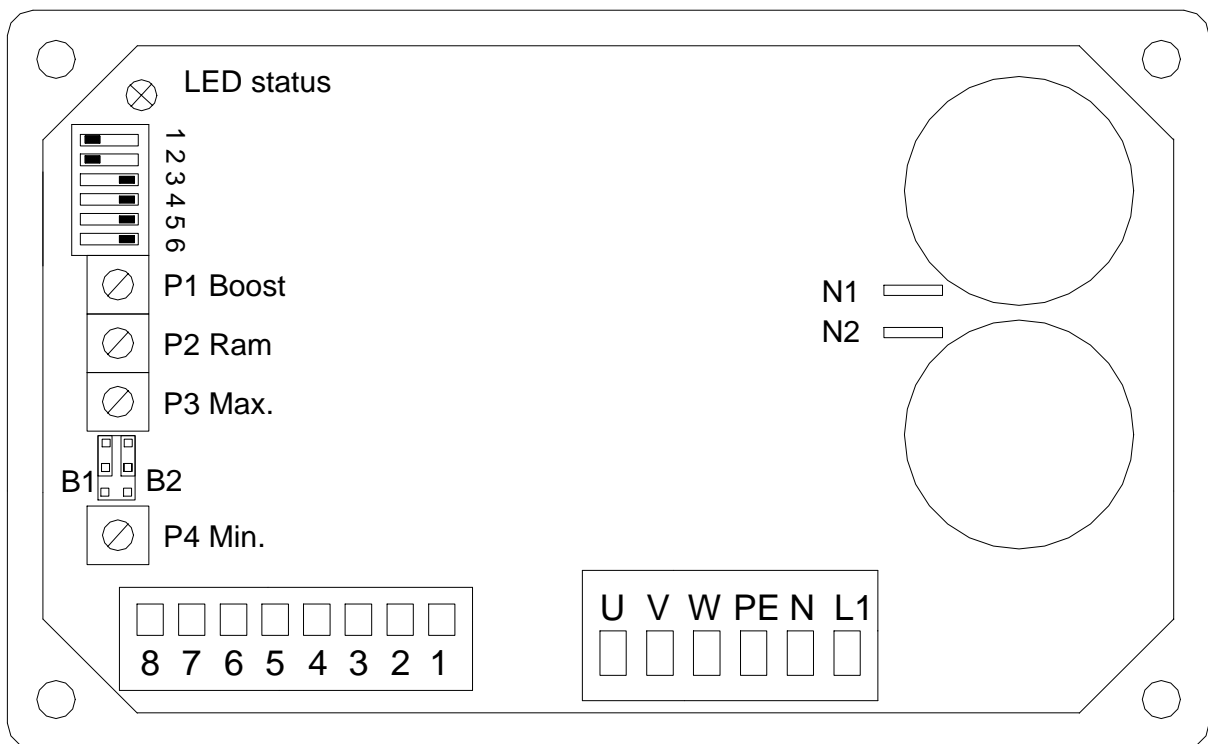 LED status
1
2
3
4
5
6
P1 Boost
P2 Ram
P3 Max.
B1 B2
P4 Min.
N1
N2
8 7 6 5 4 3 2 1
U V W PE N L1